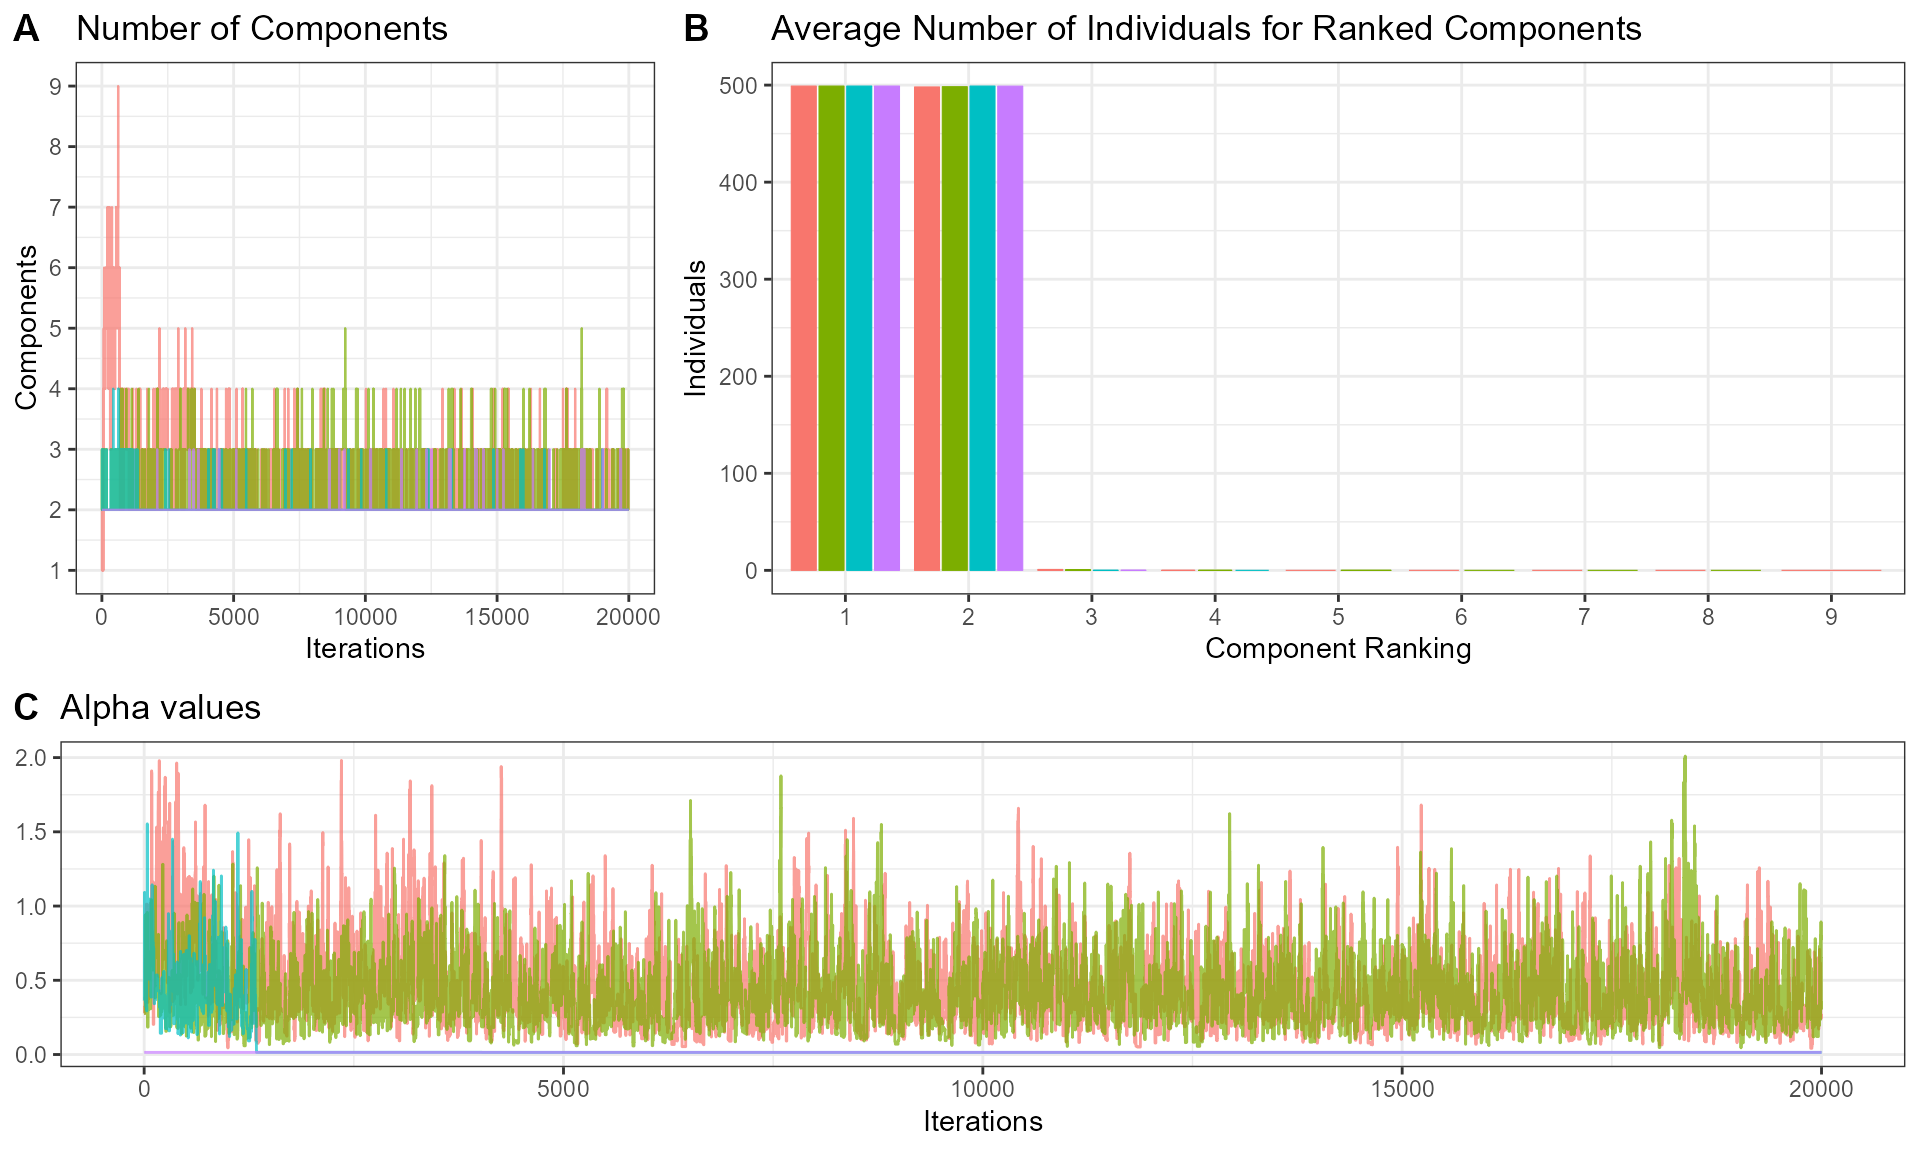 A Number of Components
9
8
7
6
5
4
3
2
1
Components
0 5000 10000 15000 20000
Iterations
B Average Number of Individuals for Ranked Components
500
400
300
200
100
0
Individuals
1 2 3 4 5 6 7 8 9
Component Ranking
C Alpha values
2.0
1.5
1.0
0.5
0.0
0 5000 10000 15000 20000
Iterations